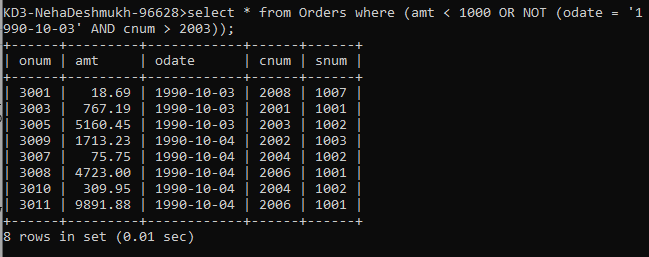 KD3-NehaDeshmukh-96628>select * from Orders where (amt < 1000 OR NOT (odate = '1
990-10-03' AND cnum > 2003));
+------+---------+------------+------+------+
| onum | amt     | odate      | cnum | snum |
+------+---------+------------+------+------+
| 3001 |   18.69 | 1990-10-03 | 2008 | 1007 |
| 3003 |  767.19 | 1990-10-03 | 2001 | 1001 |
| 3005 | 5160.45 | 1990-10-03 | 2003 | 1002 |
| 3009 | 1713.23 | 1990-10-04 | 2002 | 1003 |
| 3007 |   75.75 | 1990-10-04 | 2004 | 1002 |
| 3008 | 4723.00 | 1990-10-04 | 2006 | 1001 |
| 3010 |  309.95 | 1990-10-04 | 2004 | 1002 |
| 3011 | 9891.88 | 1990-10-04 | 2006 | 1001 |
+------+---------+------------+------+------+
8 rows in set (0.01 sec)